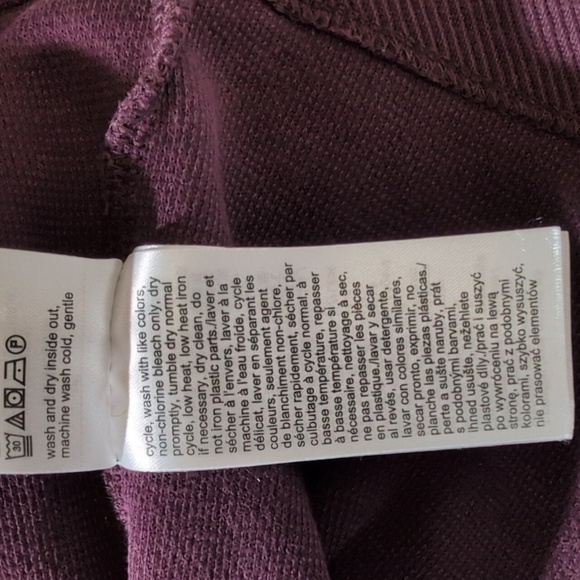 30
P
wash and dry inside out,
machine wash cold, gentle
cycle, wash with like colors,
non-chlorine bleach only, dry
promptly, tumble dry normal
cycle, low heat, low heat iron
if necessary, dry clean, do
not iron plastic parts./laver et
sécher à l'envers, laver à la
machine à l'eau froide, cycle
délicat, laver en séparant les
couleurs, seulement agent
de blanchiment non-chlore,
sécher rapidement, sécher par
culbutage à cycle normal, à
basse température, repasser
à basse température si
nécessaire, nettoyage à sec,
ne pas repasser les pièces
en plastique./lavar y secar
al revés, usar detergente,
lavar con colores similares,
secar pronto, exprimir, no
planche las piezas plásticas./
perte a sušte naruby, prát
s podobnými barvami,
ihned usušte, nežehlete
plastové díly./prać i suszyć
po wywróceniu na lewą
stronę, prać z podobnymi
kolorami, szybko wysuszyć,
nie prasować elementów